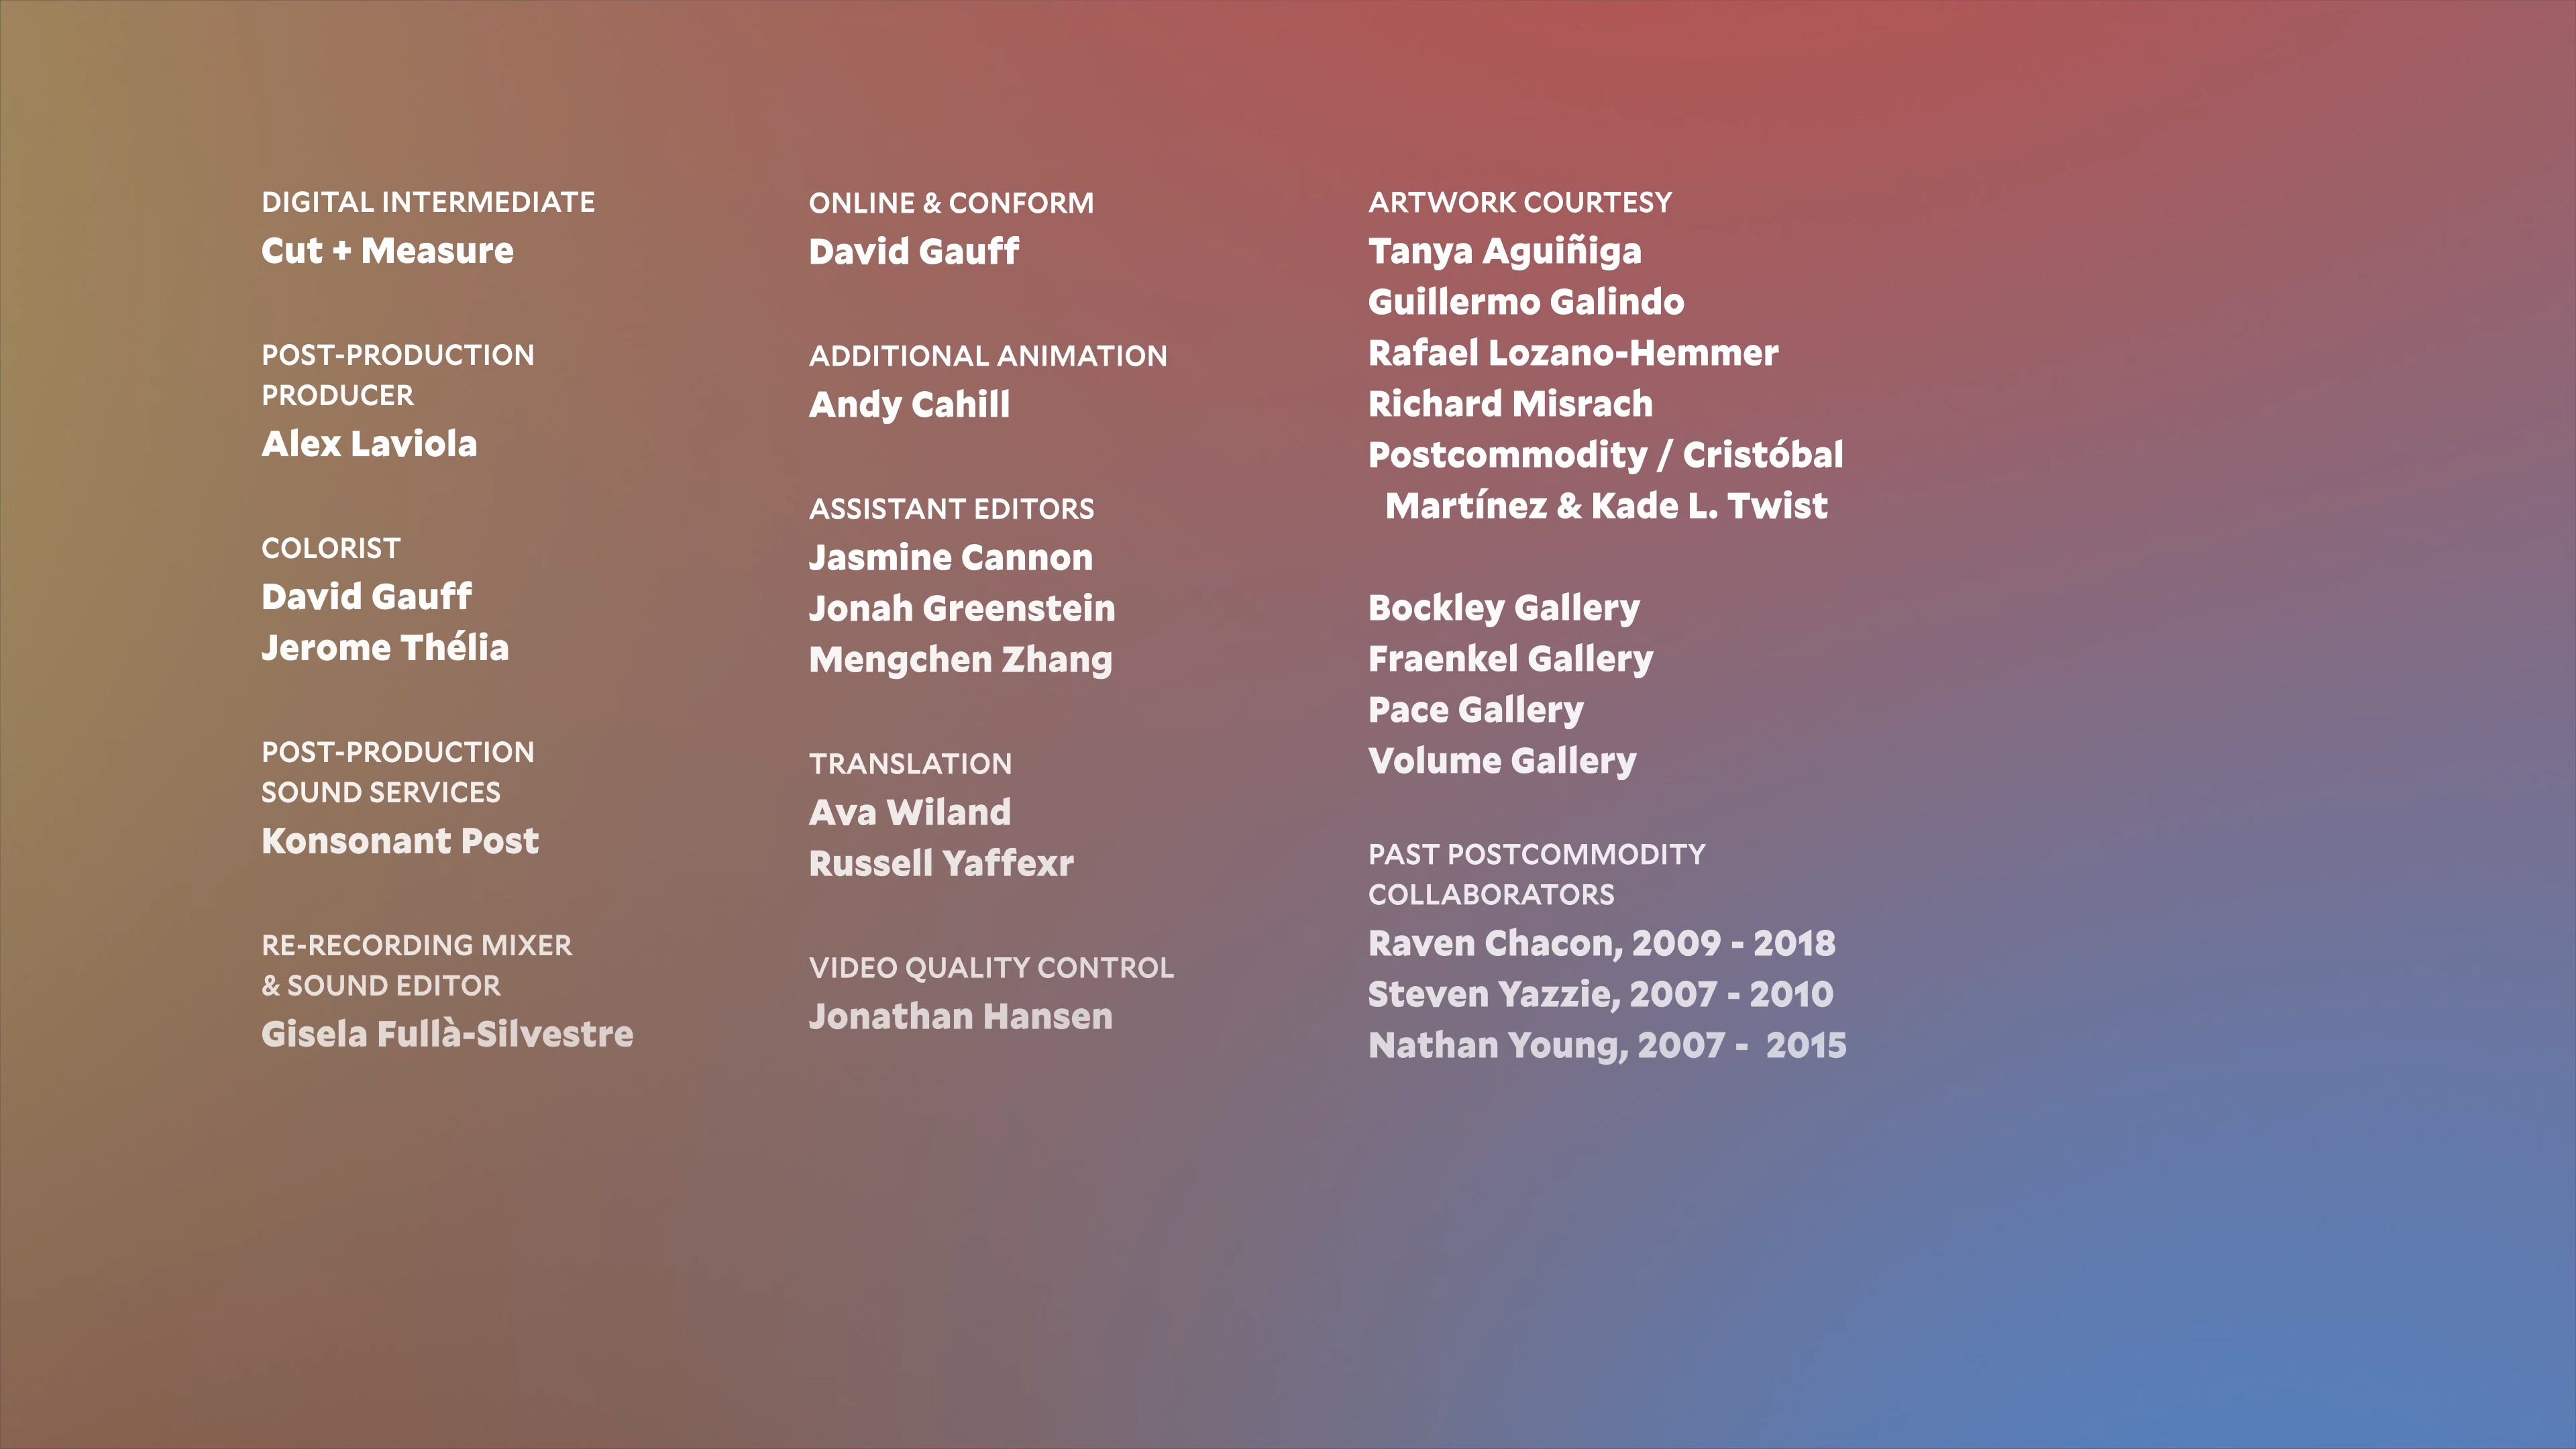 DIGITAL INTERMEDIATE
Cut + Measure
POST-PRODUCTION
PRODUCER
Alex Laviola
COLORIST
David Gauff
Jerome Thélia
POST-PRODUCTION
SOUND SERVICES
Konsonant Post
RE-RECORDING MIXER
& SOUND EDITOR
Gisela Fullà-Silvestre
ONLINE & CONFORM
David Gauff
ADDITIONAL ANIMATION
Andy Cahill
ASSISTANT EDITORS
Jasmine Cannon
Jonah Greenstein
Mengchen Zhang
TRANSLATION
Ava Wiland
Russell Yaffexr
VIDEO QUALITY CONTROL
Jonathan Hansen
ARTWORK COURTESY
Tanya Aguiñiga
Guillermo Galindo
Rafael Lozano-Hemmer
Richard Misrach
Postcommodity / Cristóbal
Martínez & Kade L. Twist
Bockley Gallery
Fraenkel Gallery
Pace Gallery
Volume Gallery
PAST POSTCOMMODITY
COLLABORATORS
Raven Chacon, 2009 - 2018
Steven Yazzie, 2007 - 2010
Nathan Young, 2007 -  2015